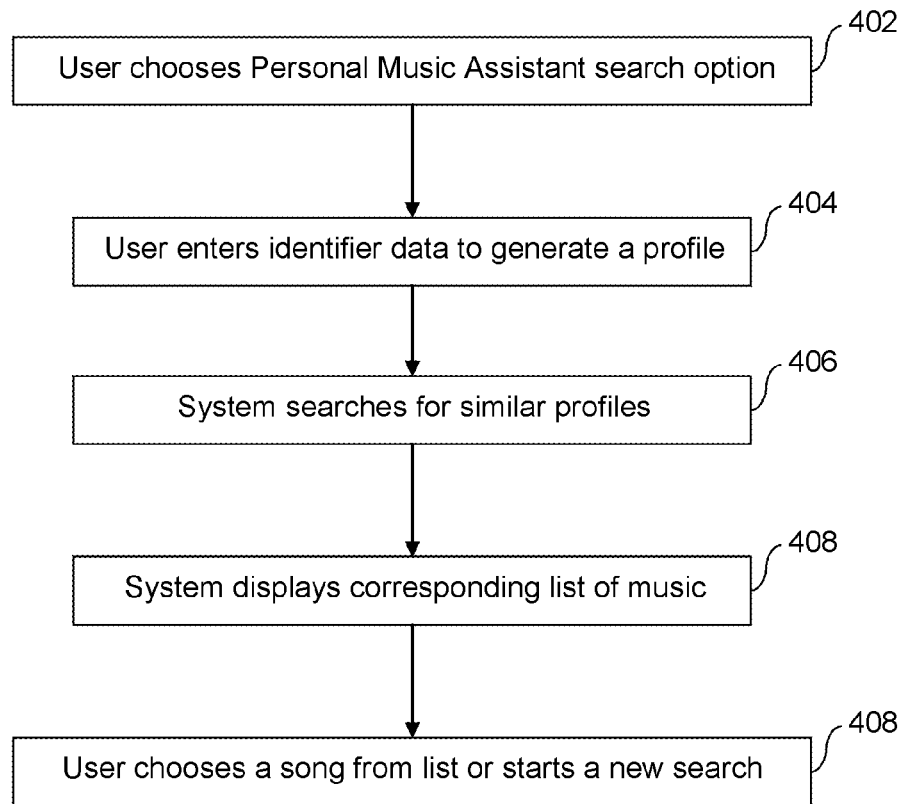 402
User chooses Personal Music Assistant search option
404
User enters identifier data to generate a profile
406
System searches for similar profiles
408
System displays corresponding list of music
408
User chooses a song from list or starts a new search